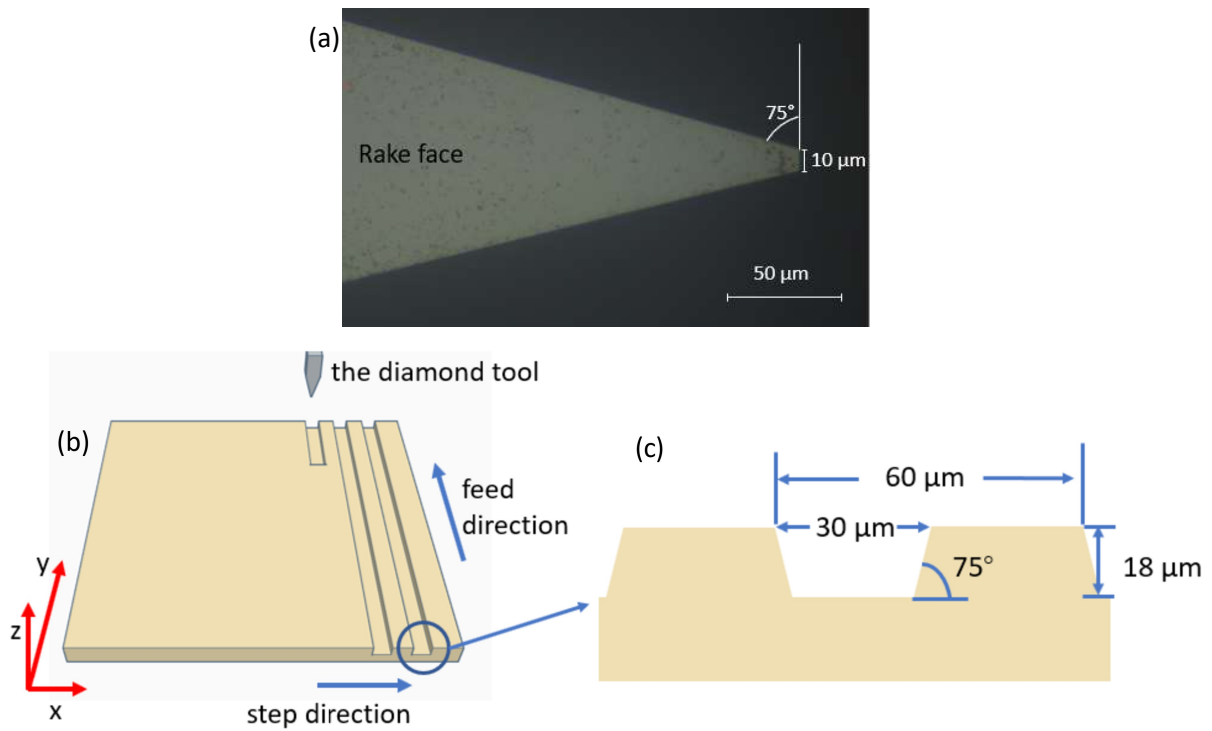 (a)
75°
Rake face
10 μm
50 μm
the diamond tool
(b)
(c)
60 μm
feed
direction
30 μm
75°
18 μm
y
z
x
step direction